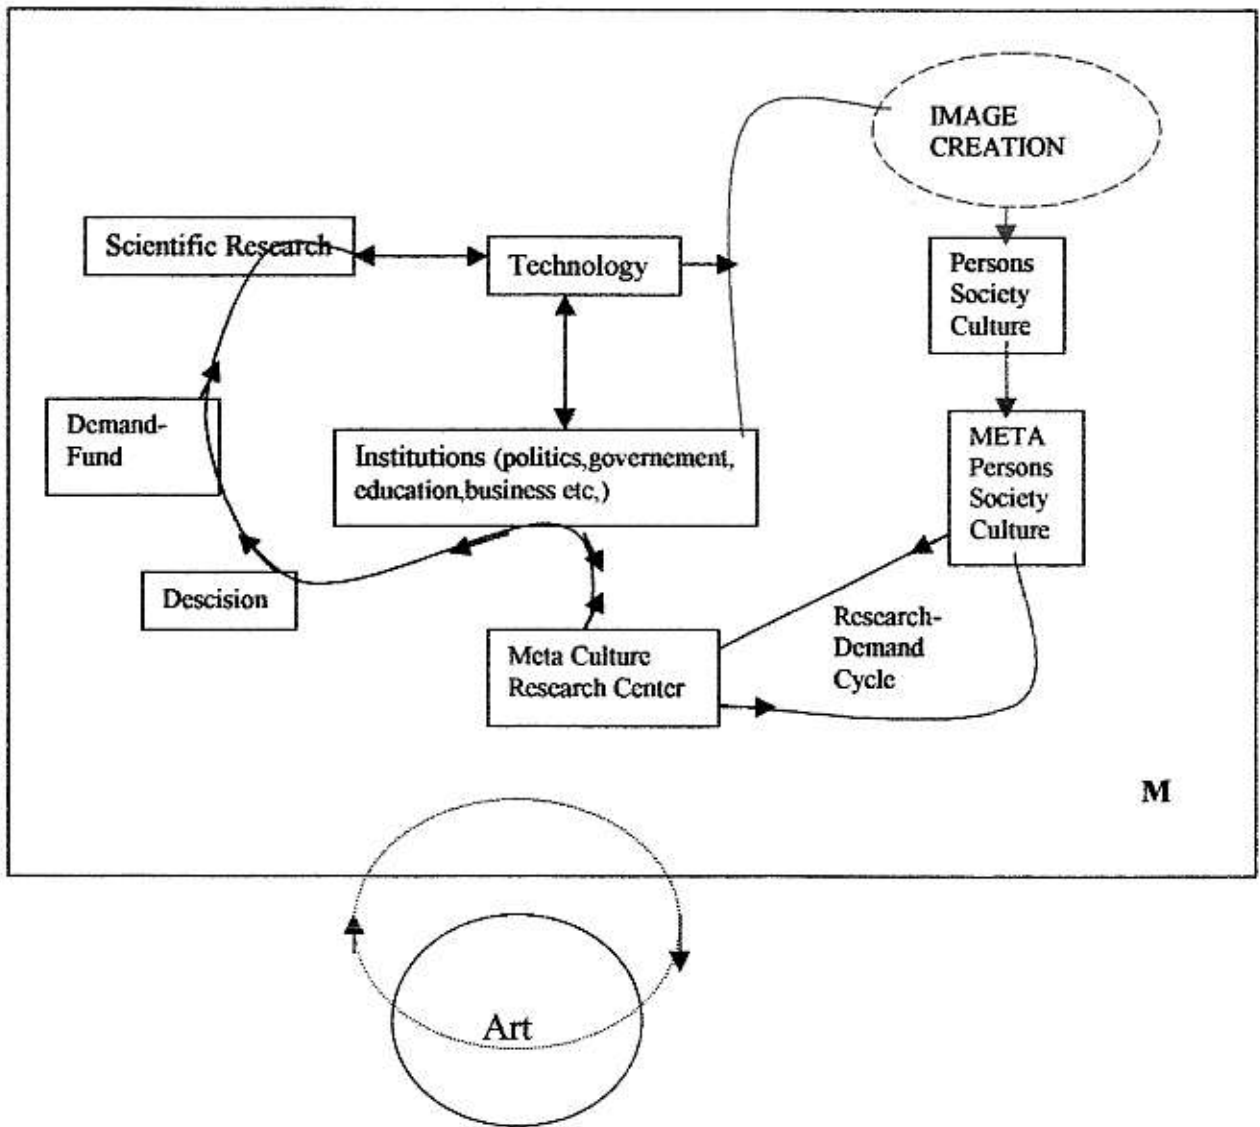 IMAGE
CREATION
Scientific Research
Technology
Persons
Society
Culture
Demand-
Fund
Institutions (politics,governement,
education,business etc,)
META
Persons
Society
Culture
Descision
Meta Culture
Research Center
Research-
Demand
Cycle
M
Art